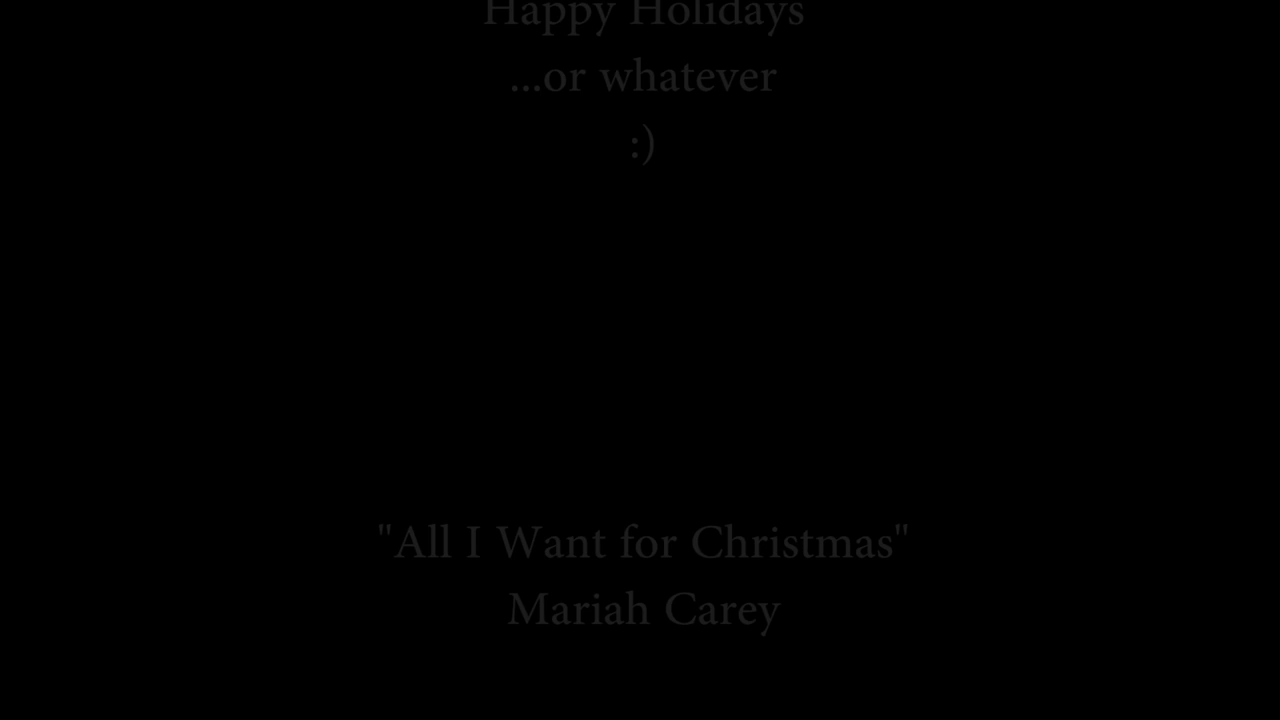 Happy Holidays
...or whatever
:)
"All I Want for Christmas"
Mariah Carey